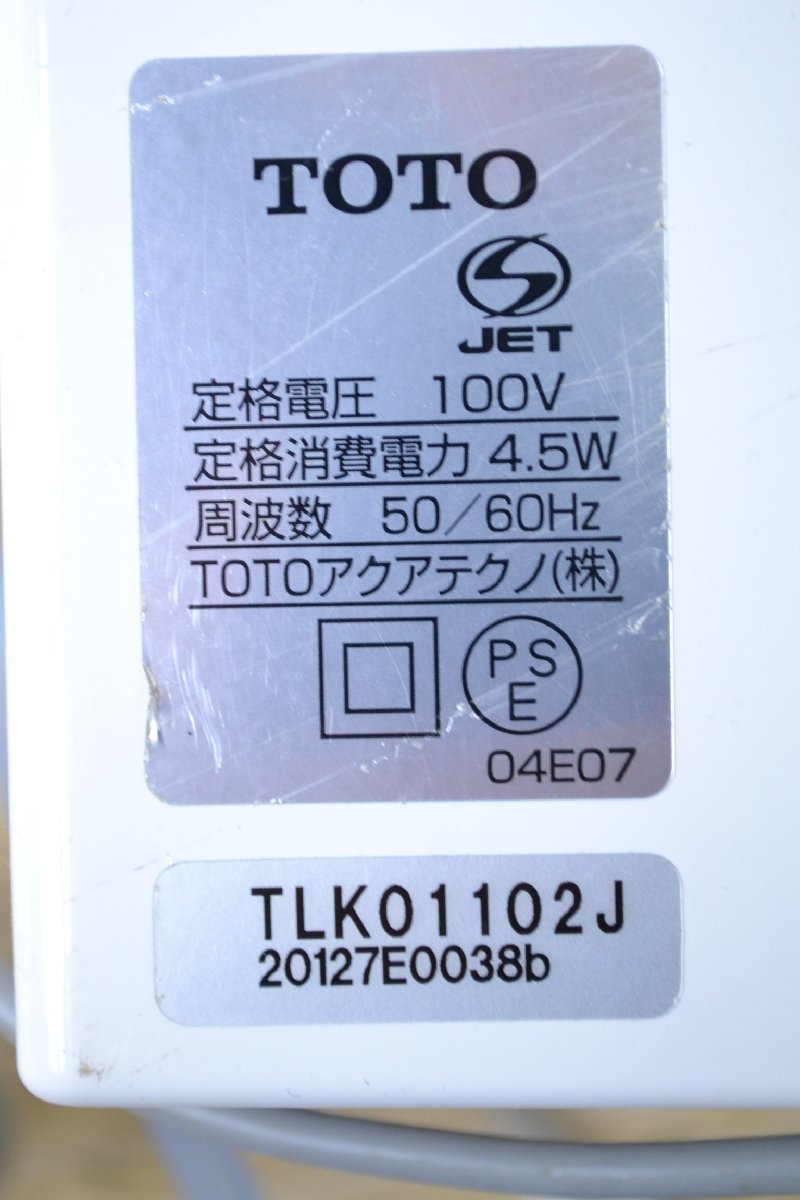 TOTO
S
JET
定格電圧 100V
定格消費電力 4.5W
周波数 50/60Hz
TOTOアクアテクノ(株)
PS
E
04E07
TLK01102J
20127E0038b